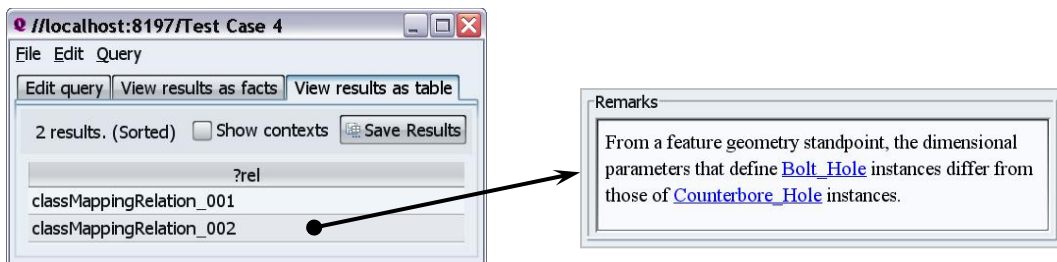 //localhost:8197/Test Case 4
File Edit Query
Edit query View results as facts View results as table
2 results. (Sorted) Show contexts Save Results
?rel
classMappingRelation_001
classMappingRelation_002
Remarks
From a feature geometry standpoint, the dimensional
parameters that define Bolt_Hole instances differ from
those of Counterbore_Hole instances.